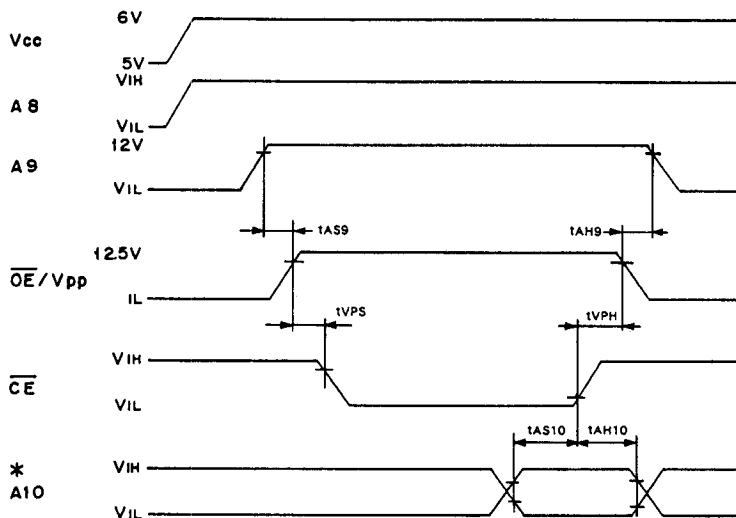 6V
Vcc
5V
VIH
A8
VIL
12V
A9
VIL
tAS9
tAH9
12.5V
OE/Vpp
IL
tVPS
tVPH
VIH
CE
VIL
tAS10
tAH10
VIH
*
A10
VIL